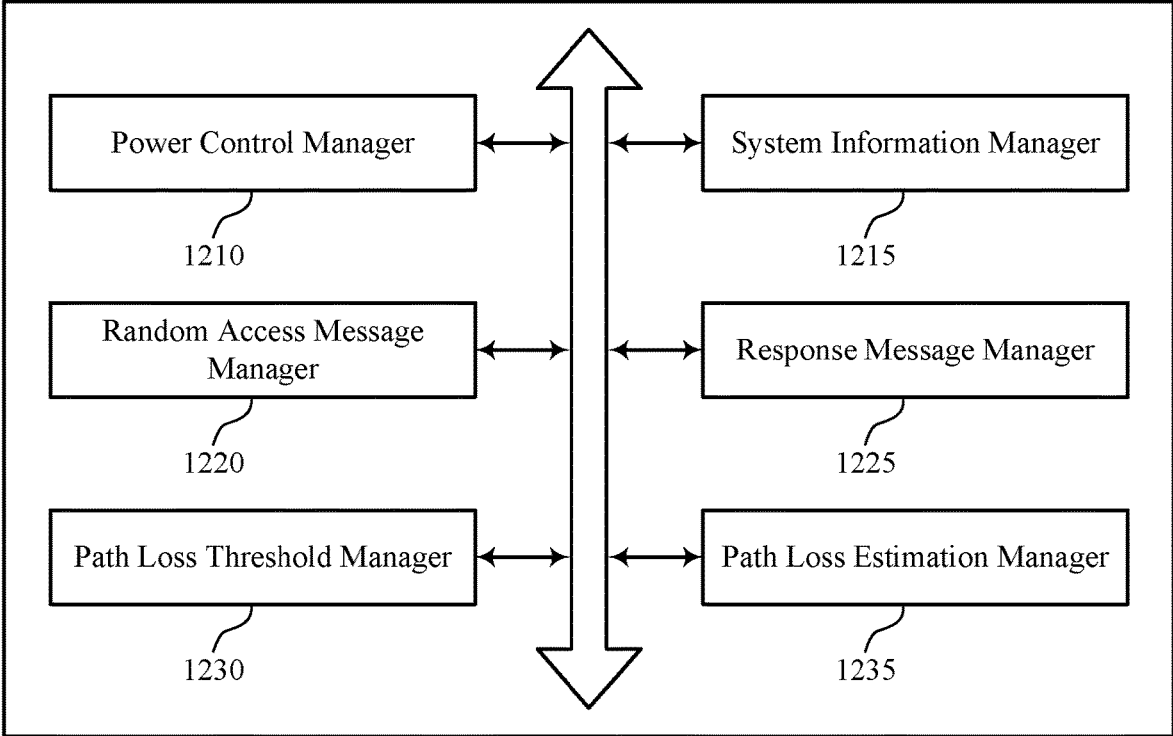 Power Control Manager
1210
System Information Manager
1215
Random Access Message
Manager
1220
Response Message Manager
1225
Path Loss Threshold Manager
1230
Path Loss Estimation Manager
1235